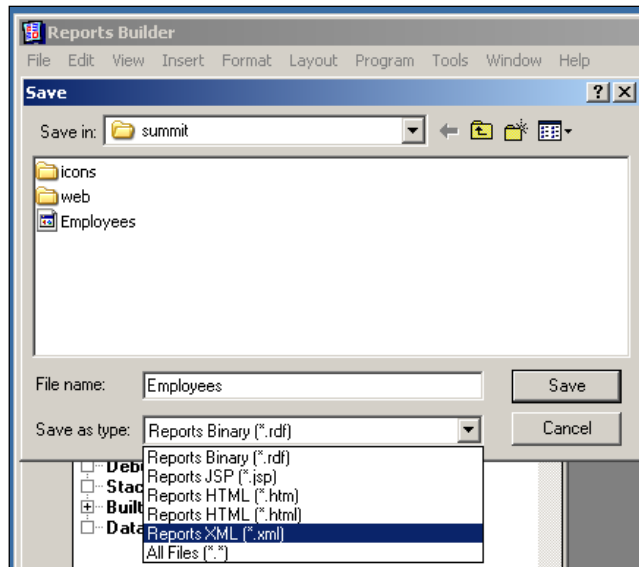 Reports Builder
File Edit View Insert Format Layout Program Tools Window Help
Save
Save in: summit
icons
web
Employees
File name: Employees Save
Save as type: Reports Binary (*.rdf) Cancel
Reports Binary (*.rdf)
Reports JSP (*.jsp)
Reports HTML (*.htm)
Reports HTML (*.html)
Reports XML (*.xml)
All Files (*.*)
Debu
Stac
Built
Data